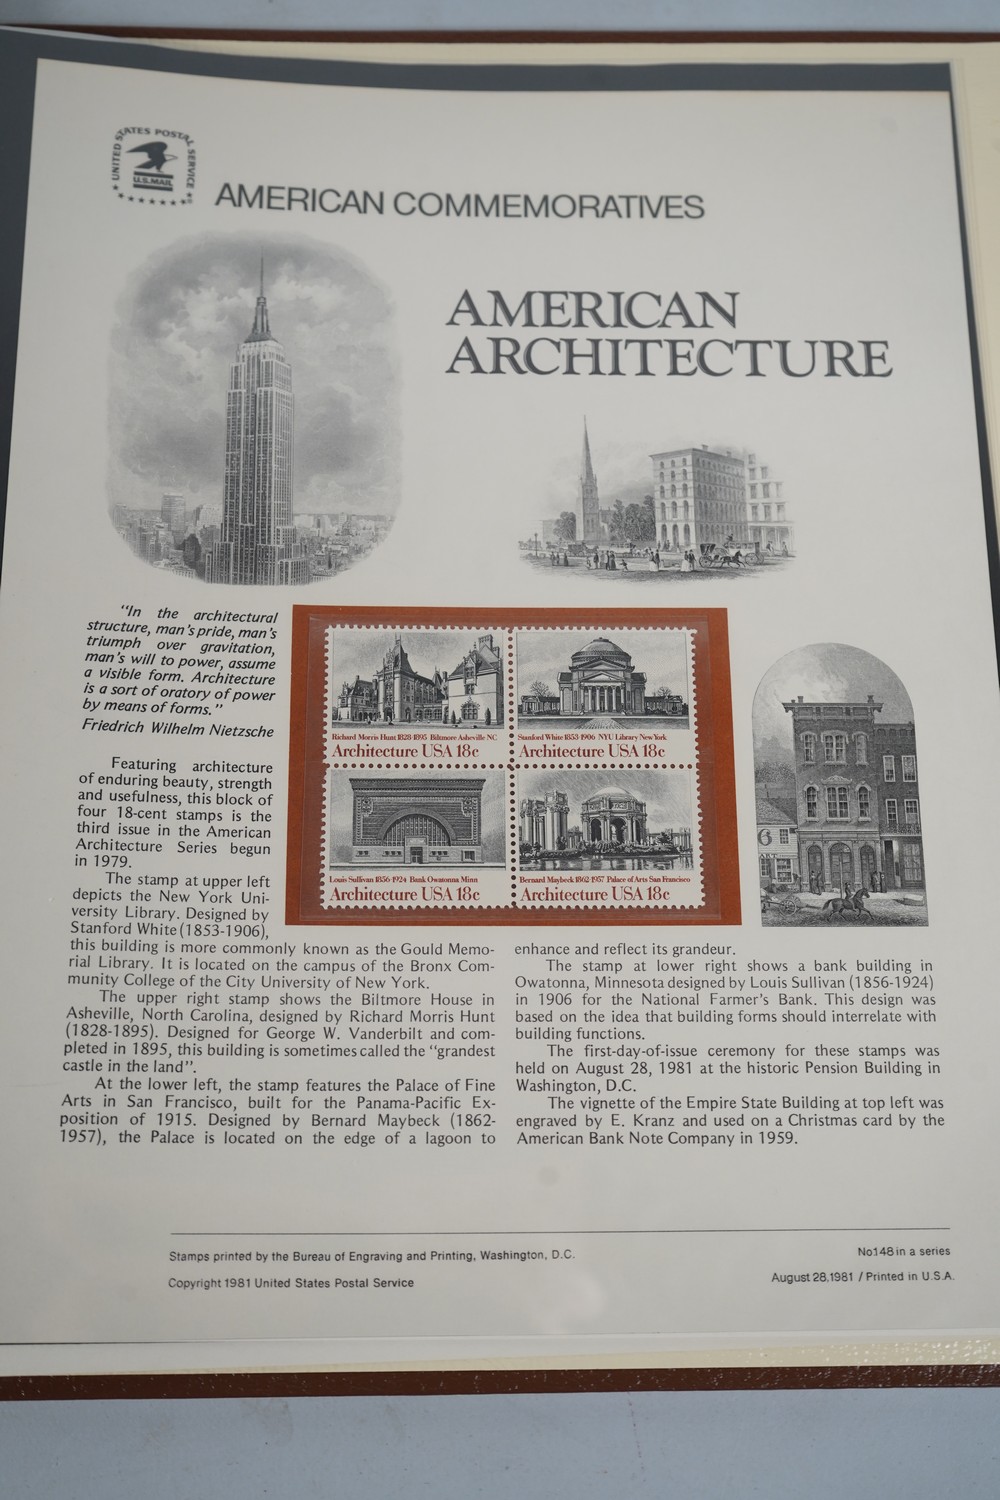 UNITED STATES POSTAL SERVICE
U.S.MAIL
AMERICAN COMMEMORATIVES
AMERICAN
ARCHITECTURE
"In the architectural
structure, man's pride, man's
triumph over gravitation,
man's will to power, assume
a visible form. Architecture
is a sort of oratory of power
by means of forms."
Friedrich Wilhelm Nietzsche
Richard Morris Hunt 1828-1895 Biltmore Asheville NC
Architecture USA 18c
Stanford White 1853-1906 NYU Library New York
Architecture USA 18c
Louis Sullivan 1856-1924 Bank Owatonna Minn
Architecture USA 18c
Bernard Maybeck 1862-1957 Palace of Arts San Francisco
Architecture USA 18c
Featuring architecture
of enduring beauty, strength
and usefulness, this block of
four 18-cent stamps is the
third issue in the American
Architecture Series begun
in 1979.
The stamp at upper left
depicts the New York Uni-
versity Library. Designed by
Stanford White (1853-1906),
this building is more commonly known as the Gould Memo-
rial Library. It is located on the campus of the Bronx Com-
munity College of the City University of New York.
The upper right stamp shows the Biltmore House in
Asheville, North Carolina, designed by Richard Morris Hunt
(1828-1895). Designed for George W. Vanderbilt and com-
pleted in 1895, this building is sometimes called the "grandest
castle in the land".
At the lower left, the stamp features the Palace of Fine
Arts in San Francisco, built for the Panama-Pacific Ex-
position of 1915. Designed by Bernard Maybeck (1862-
1957), the Palace is located on the edge of a lagoon to
enhance and reflect its grandeur.
The stamp at lower right shows a bank building in
Owatonna, Minnesota designed by Louis Sullivan (1856-1924)
in 1906 for the National Farmer's Bank. This design was
based on the idea that building forms should interrelate with
building functions.
The first-day-of-issue ceremony for these stamps was
held on August 28, 1981 at the historic Pension Building in
Washington, D.C.
The vignette of the Empire State Building at top left was
engraved by E. Kranz and used on a Christmas card by the
American Bank Note Company in 1959.
Stamps printed by the Bureau of Engraving and Printing, Washington, D.C.
Copyright 1981 United States Postal Service
No.148 in a series
August 28, 1981 / Printed in U.S.A.